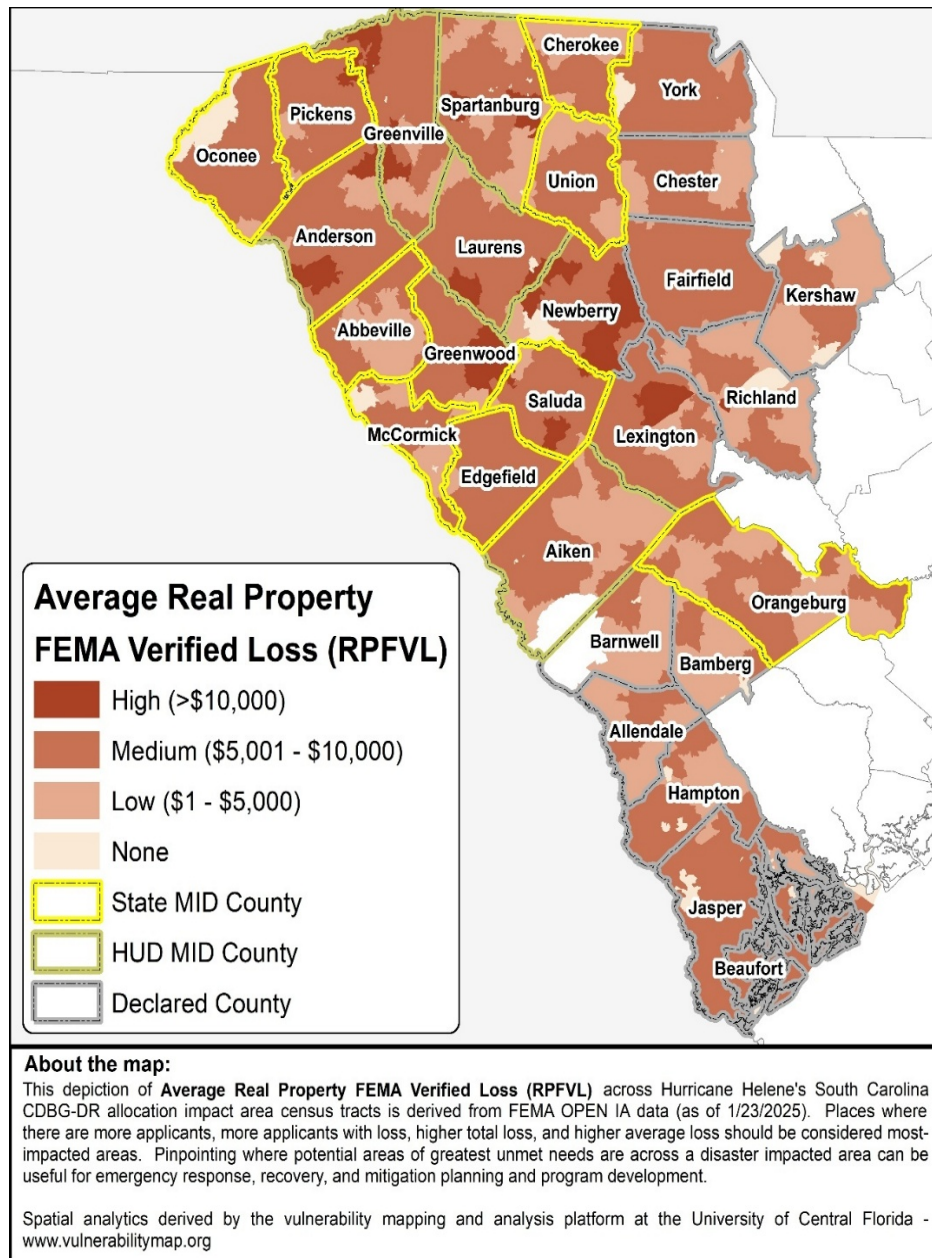 Cherokee
York
Pickens
Spartanburg
Greenville
Oconee
Union
Chester
Anderson
Laurens
Fairfield
Kershaw
Newberry
Abbeville
Greenwood
Richland
Saluda
Lexington
McCormick
Edgefield
Aiken
Orangeburg
Barnwell
Bamberg
Allendale
Hampton
Jasper
Beaufort
Average Real Property
FEMA Verified Loss (RPFVL)
High (>$10,000)
Medium ($5,001 - $10,000)
Low ($1 - $5,000)
None
State MID County
HUD MID County
Declared County
About the map:
This depiction of Average Real Property FEMA Verified Loss (RPFVL) across Hurricane Helene's South Carolina
CDBG-DR allocation impact area census tracts is derived from FEMA OPEN IA data (as of 1/23/2025). Places where
there are more applicants, more applicants with loss, higher total loss, and higher average loss should be considered most-
impacted areas. Pinpointing where potential areas of greatest unmet needs are across a disaster impacted area can be
useful for emergency response, recovery, and mitigation planning and program development.
Spatial analytics derived by the vulnerability mapping and analysis platform at the University of Central Florida -
www.vulnerabilitymap.org